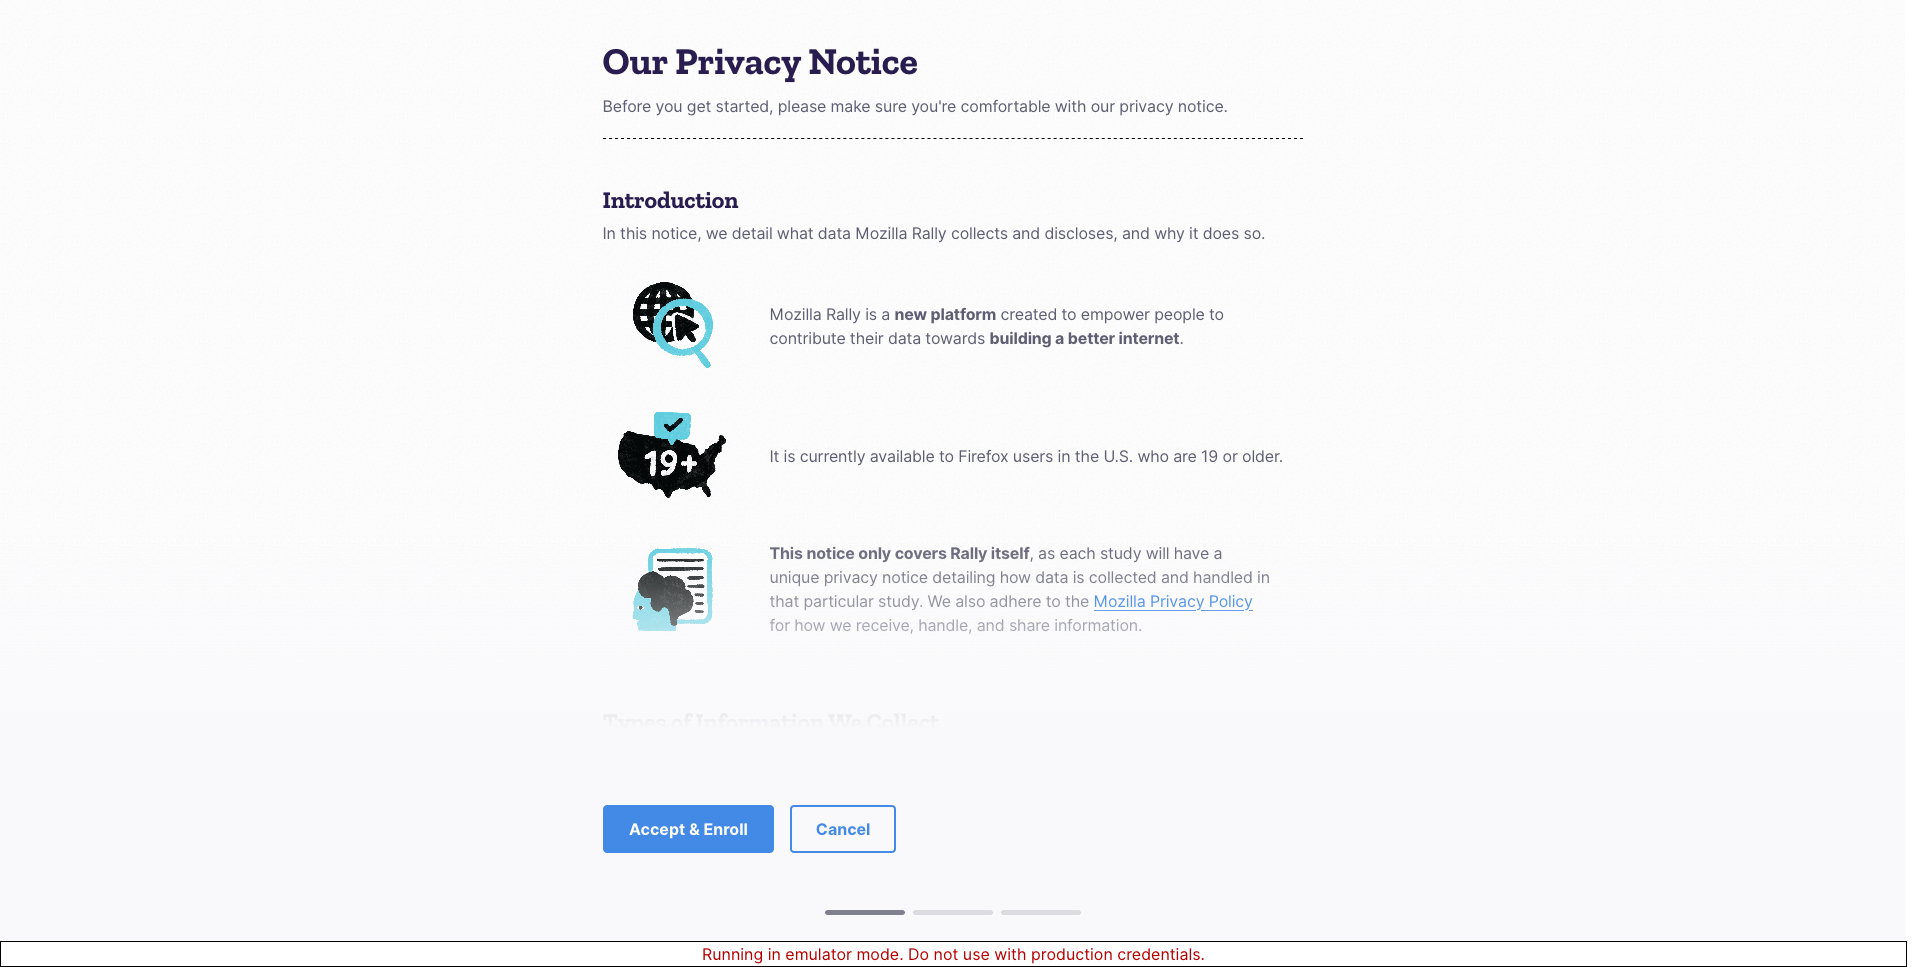 Our Privacy Notice
Before you get started, please make sure you're comfortable with our privacy notice.
Introduction
In this notice, we detail what data Mozilla Rally collects and discloses, and why it does so.
Mozilla Rally is a new platform created to empower people to
contribute their data towards building a better internet.
19+
It is currently available to Firefox users in the U.S. who are 19 or older.
This notice only covers Rally itself, as each study will have a
unique privacy notice detailing how data is collected and handled in
that particular study. We also adhere to the Mozilla Privacy Policy
for how we receive, handle, and share information.
Types of Information We Collect
Accept & Enroll
Cancel
Running in emulator mode. Do not use with production credentials.